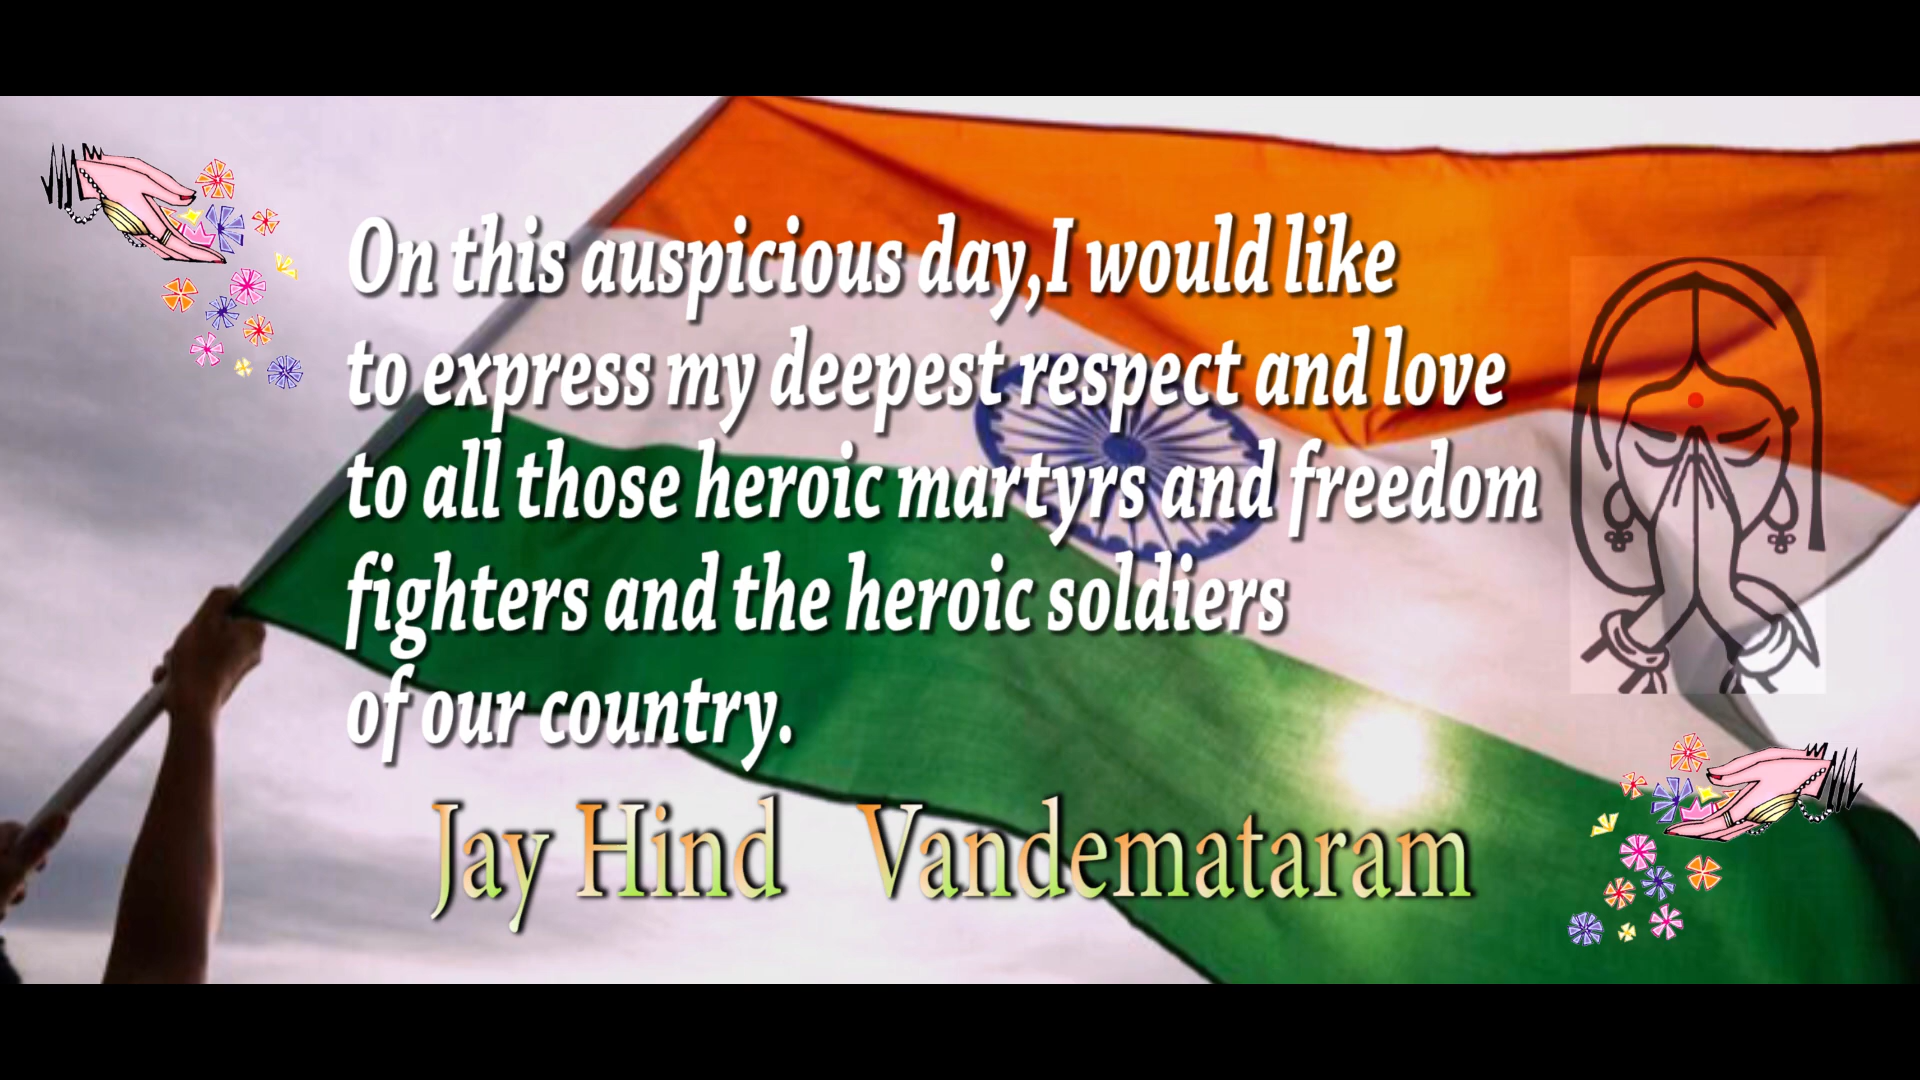 On this auspicious day,I would like
to express my deepest respect and love
to all those heroic martyrs and freedom
fighters and the heroic soldiers
of our country.
Jay Hind Vandemataram